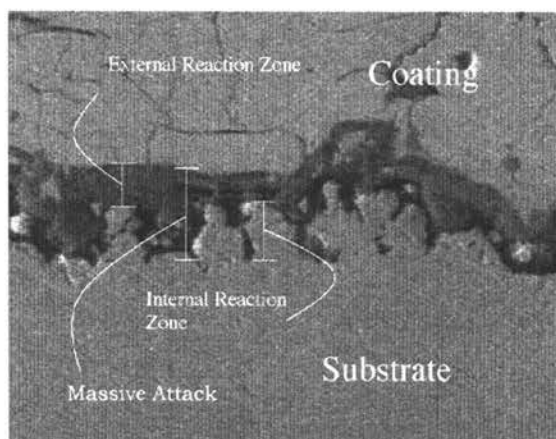 External Reaction
Zone
Coating
Internal Reaction
Zone
Massive Attack
Substrate